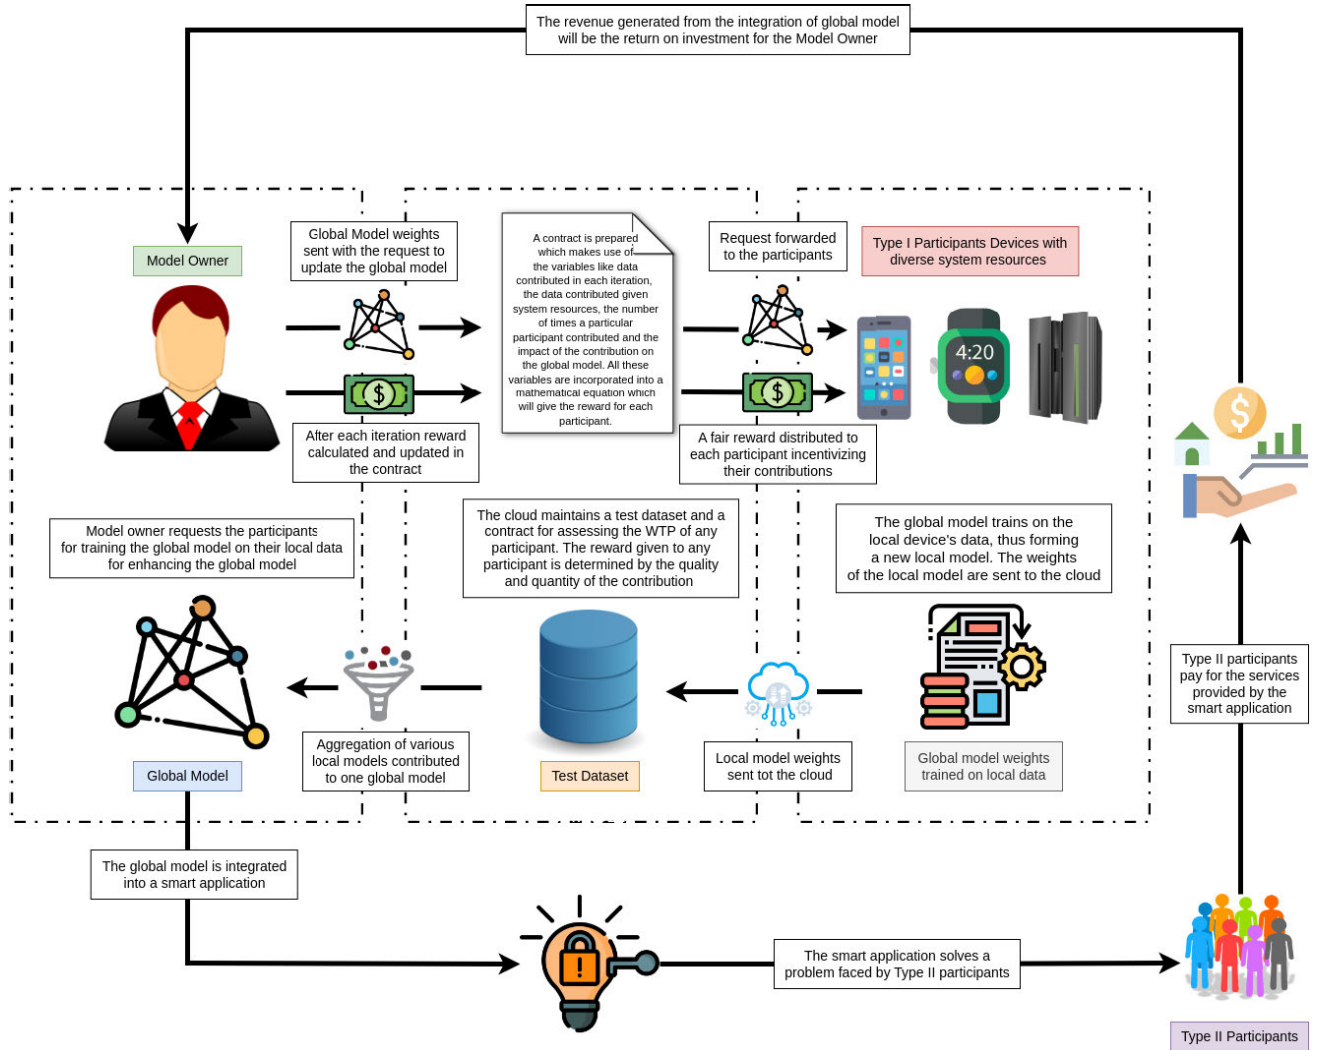 The revenue generated from the integration of global model
will be the return on investment for the Model Owner
Model Owner
Global Model weights
sent with the request to
update the global model
A contract is prepared
which makes use of
the variables like data
contributed in each iteration,
the data contributed given
system resources, the number
of times a particular
participant contributed and the
impact of the contribution on
the global model. All these
variables are incorporated into a
mathematical equation which
will give the reward for each
participant.
Request forwarded
to the participants
Type I Participants Devices with
diverse system resources
4:20
After each iteration reward
calculated and updated in
the contract
A fair reward distributed to
each participant incentivizing
their contributions
Model owner requests the participants
for training the global model on their local data
for enhancing the global model
The cloud maintains a test dataset and a
contract for assessing the WTP of any
participant. The reward given to any
participant is determined by the quality
and quantity of the contribution
The global model trains on the
local device's data, thus forming
a new local model. The weights
of the local model are sent to the cloud
Type II participants
pay for the services
provided by the
smart application
Global Model
Aggregation of various
local models contributed
to one global model
Test Dataset
Local model weights
sent tot the cloud
Global model weights
trained on local data
The global model is integrated
into a smart application
The smart application solves a
problem faced by Type II participants
Type II Participants